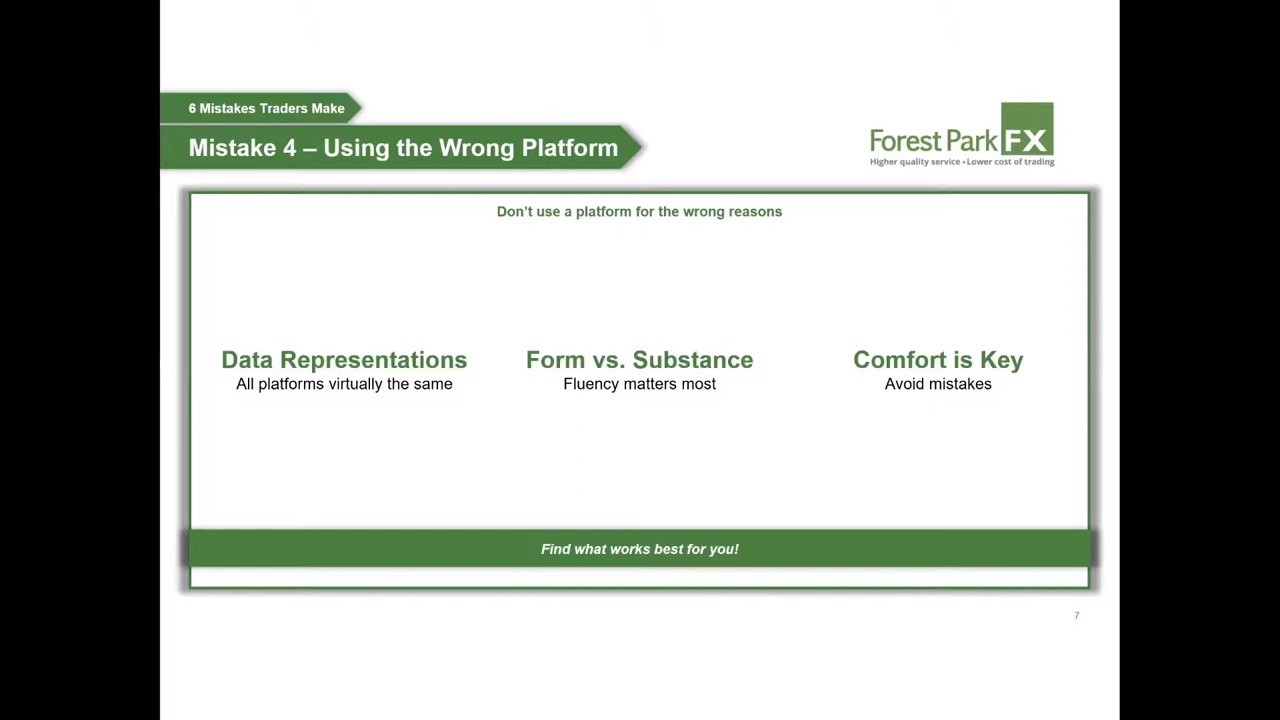 6 Mistakes Traders Make
Mistake 4 – Using the Wrong Platform
Forest Park FX
Higher quality service • Lower cost of trading
Don’t use a platform for the wrong reasons
Data Representations
All platforms virtually the same
Form vs. Substance
Fluency matters most
Comfort is Key
Avoid mistakes
Find what works best for you!
7